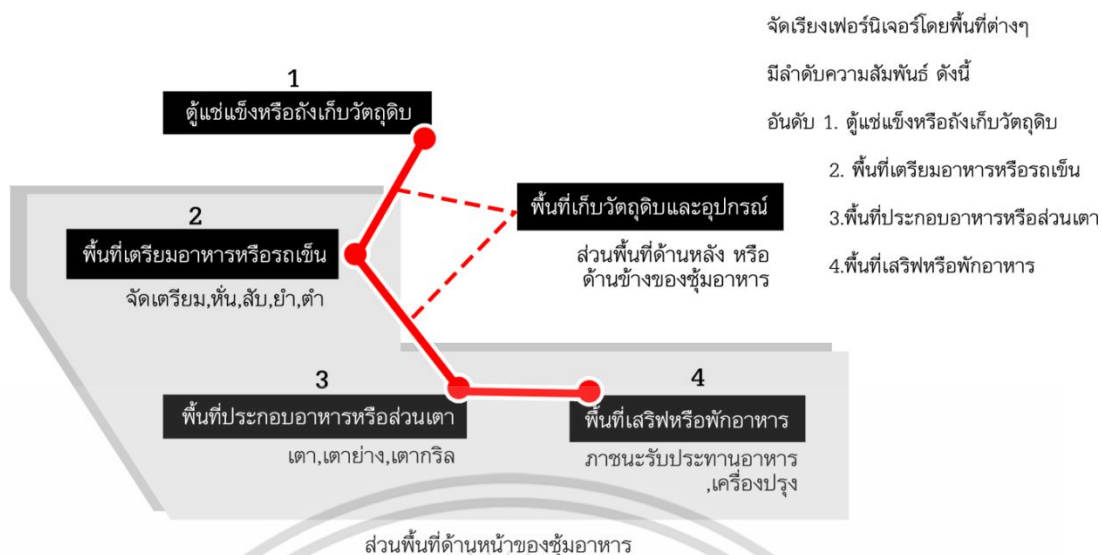 จัดเรียงเฟอร์นิเจอร์โดยพื้นที่ต่างๆ
มีลำดับความสัมพันธ์ ดังนี้
อันดับ 1. ตู้แช่แข็งหรือถังเก็บวัตถุดิบ
2. พื้นที่เตรียมอาหารหรือรถเข็น
3.พื้นที่ประกอบอาหารหรือส่วนเตา
4.พื้นที่เสริฟหรือพักอาหาร
1
ตู้แช่แข็งหรือถังเก็บวัตถุดิบ
2
พื้นที่เตรียมอาหารหรือรถเข็น
จัดเตรียม,หั่น,สับ,ยำ,ตำ
พื้นที่เก็บวัตถุดิบและอุปกรณ์
ส่วนพื้นที่ด้านหลัง หรือ
ด้านข้างของซุ้มอาหาร
3
พื้นที่ประกอบอาหารหรือส่วนเตา
เตา,เตาย่าง,เตากริล
4
พื้นที่เสริฟหรือพักอาหาร
ภาชนะรับประทานอาหาร
,เครื่องปรุง
ส่วนพื้นที่ด้านหน้าของซุ้มอาหาร